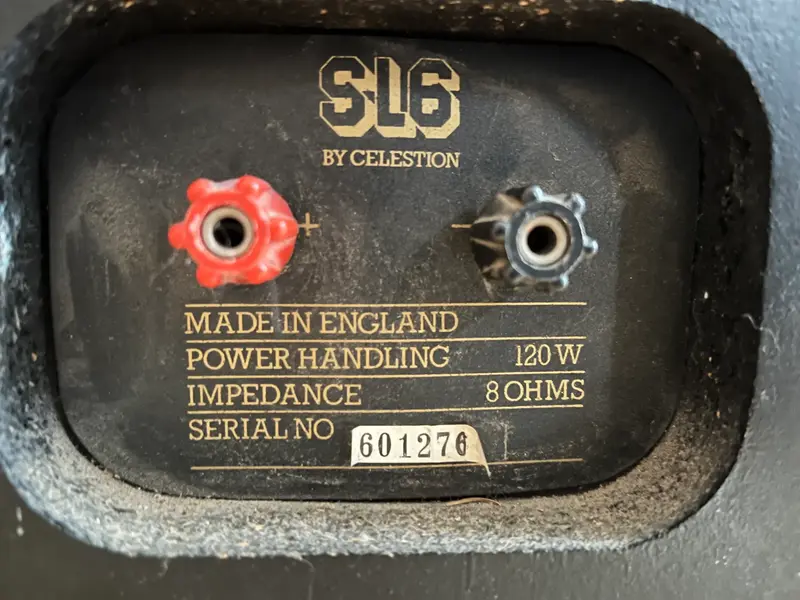 SL6
BY CELESTION
+ −
MADE IN ENGLAND
POWER HANDLING 120 W
IMPEDANCE 8 OHMS
SERIAL NO 601276